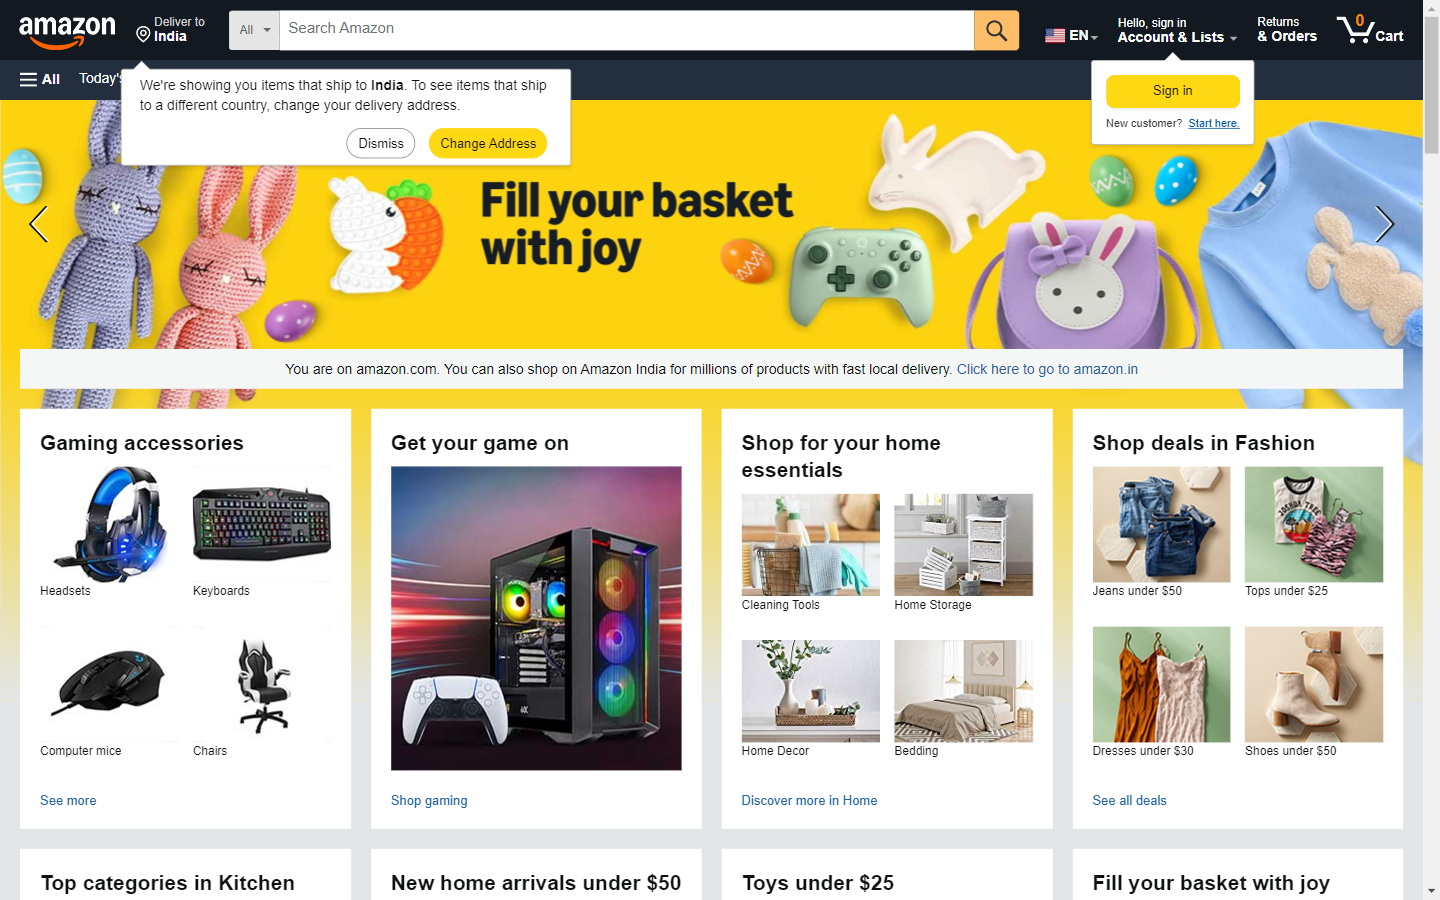 amazon
Deliver to
India
All
Search Amazon
EN
Hello, sign in
Account & Lists
Returns
& Orders
0
Cart
All
Today's
We're showing you items that ship to India. To see items that ship
to a different country, change your delivery address.
Dismiss
Change Address
Sign in
New customer? Start here.
Fill your basket
with joy
You are on amazon.com. You can also shop on Amazon India for millions of products with fast local delivery. Click here to go to amazon.in
Gaming accessories
Headsets
Keyboards
Computer mice
Chairs
See more
Get your game on
Shop gaming
Shop for your home
essentials
Cleaning Tools
Home Storage
Home Decor
Bedding
Discover more in Home
Shop deals in Fashion
Jeans under $50
Tops under $25
Dresses under $30
Shoes under $50
See all deals
Top categories in Kitchen
New home arrivals under $50
Toys under $25
Fill your basket with joy